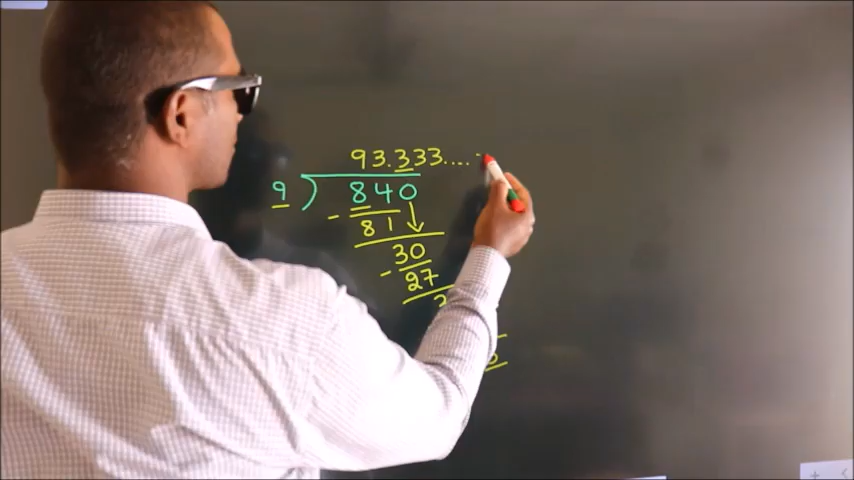 93.333....
9 ) 840
- 81
30
- 27